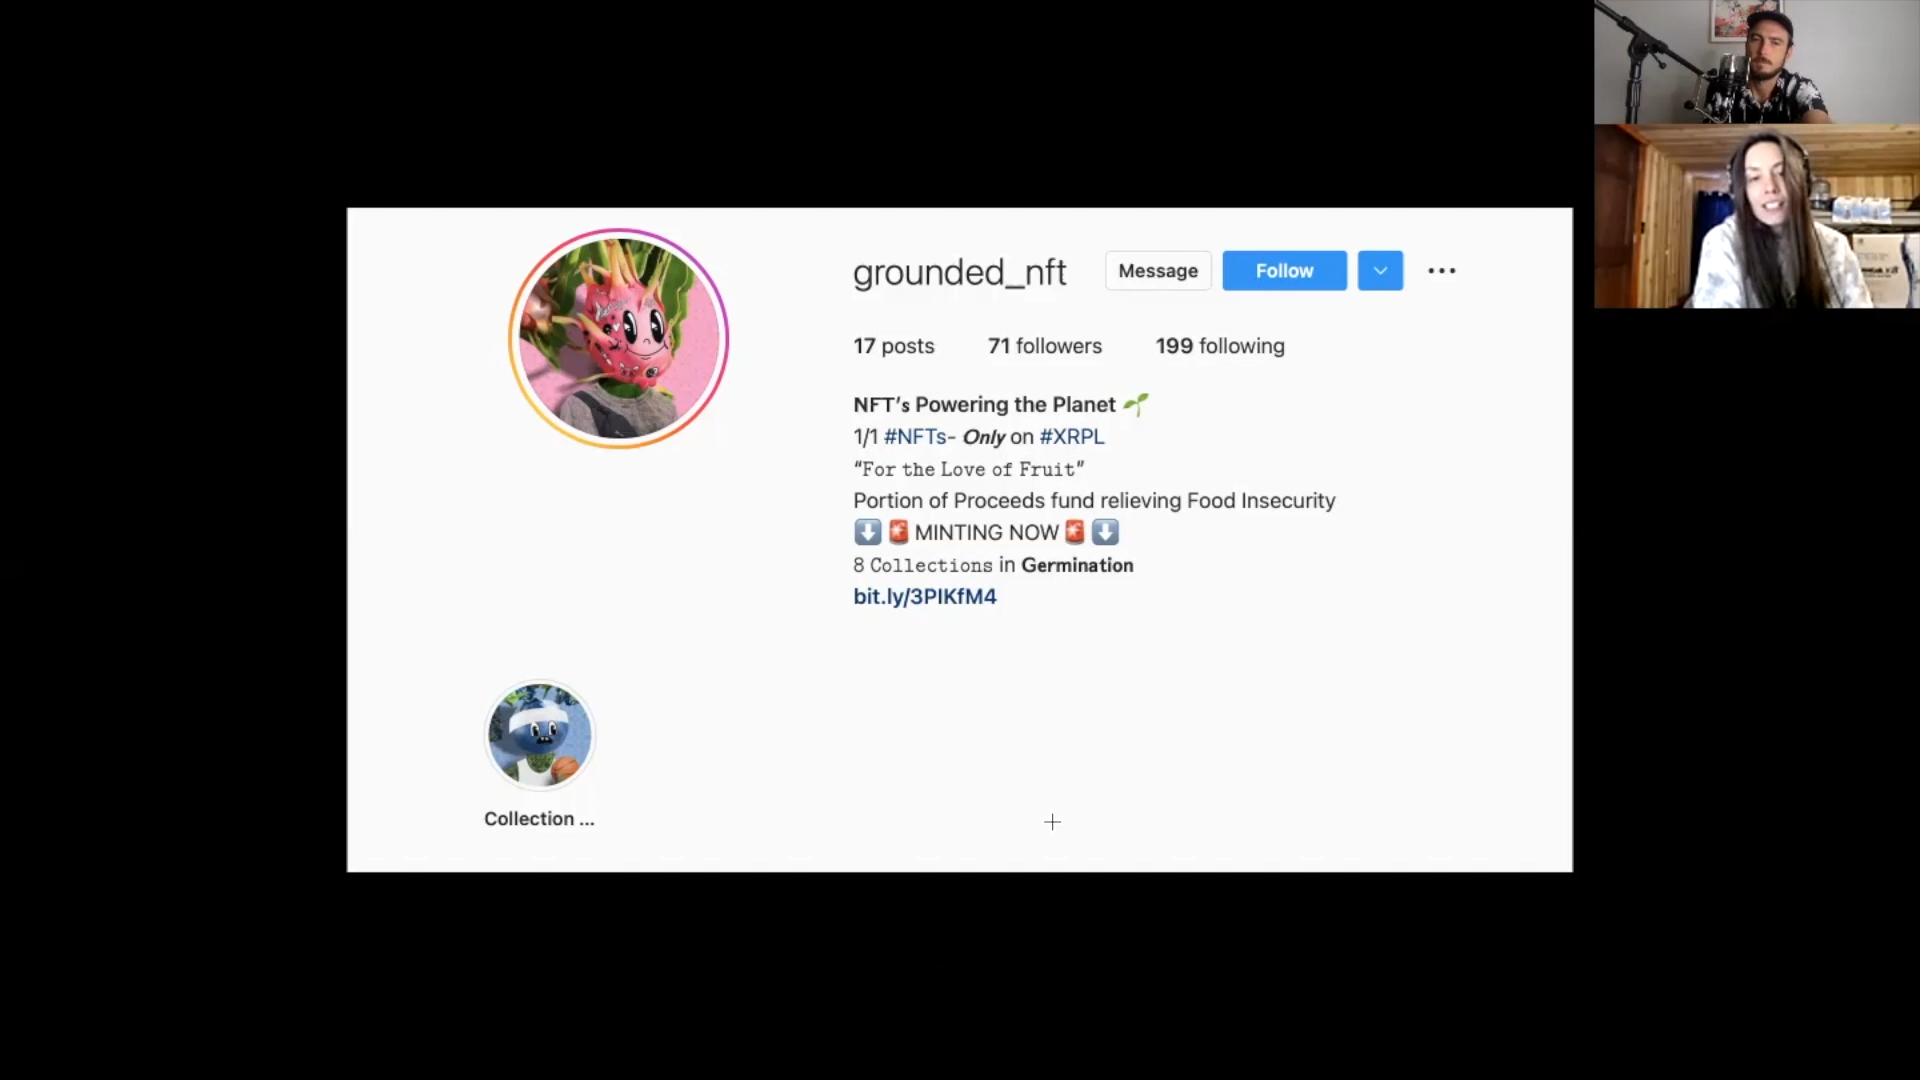 grounded_nft Message Follow
17 posts 71 followers 199 following
NFT's Powering the Planet 🌱
1/1 #NFTs- Only on #XRPL
“For the Love of Fruit”
Portion of Proceeds fund relieving Food Insecurity
⬇️🚨 MINTING NOW 🚨⬇️
8 Collections in Germination
bit.ly/3PIKfM4
Collection ...